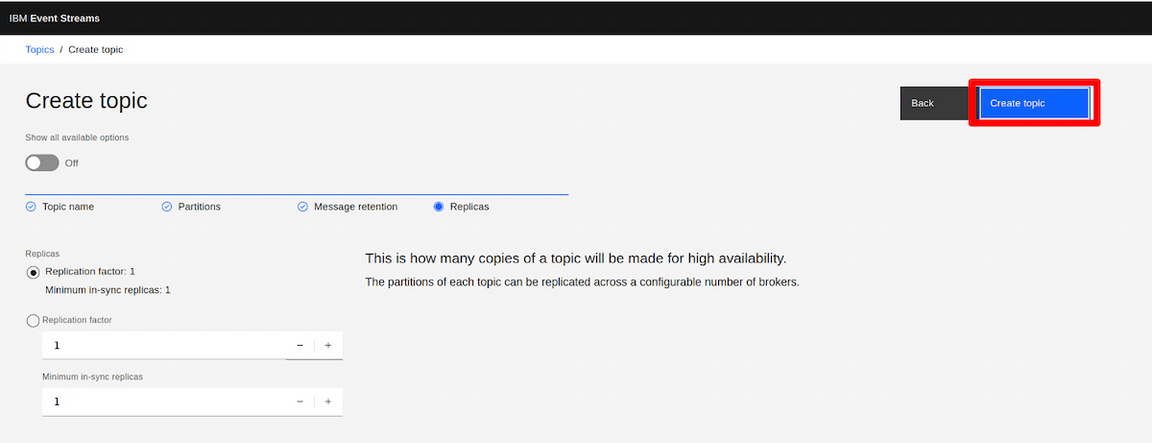 IBM Event Streams
Topics / Create topic
Create topic
Back
Create topic
Show all available options
Off
Topic name
Partitions
Message retention
Replicas
Replicas
Replication factor: 1
Minimum in-sync replicas: 1
This is how many copies of a topic will be made for high availability.
The partitions of each topic can be replicated across a configurable number of brokers.
Replication factor
1
Minimum in-sync replicas
1